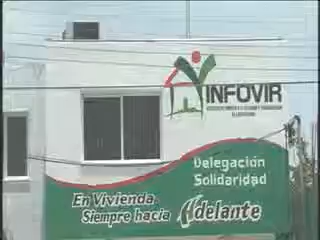 INFOVIR
Delegación
Solidaridad
En Vivienda
Siempre hacia Adelante